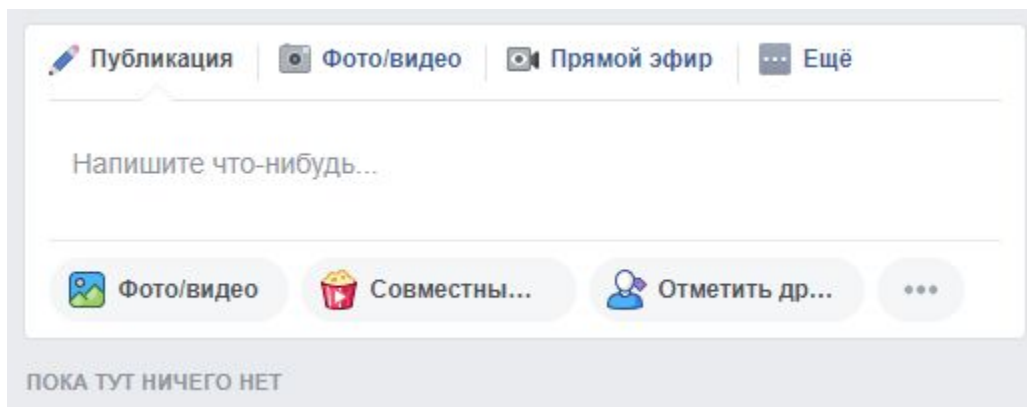 Публикация Фото/видео Прямой эфир Ещё
Напишите что-нибудь...
Фото/видео Совместны... Отметить др...
ПОКА ТУТ НИЧЕГО НЕТ